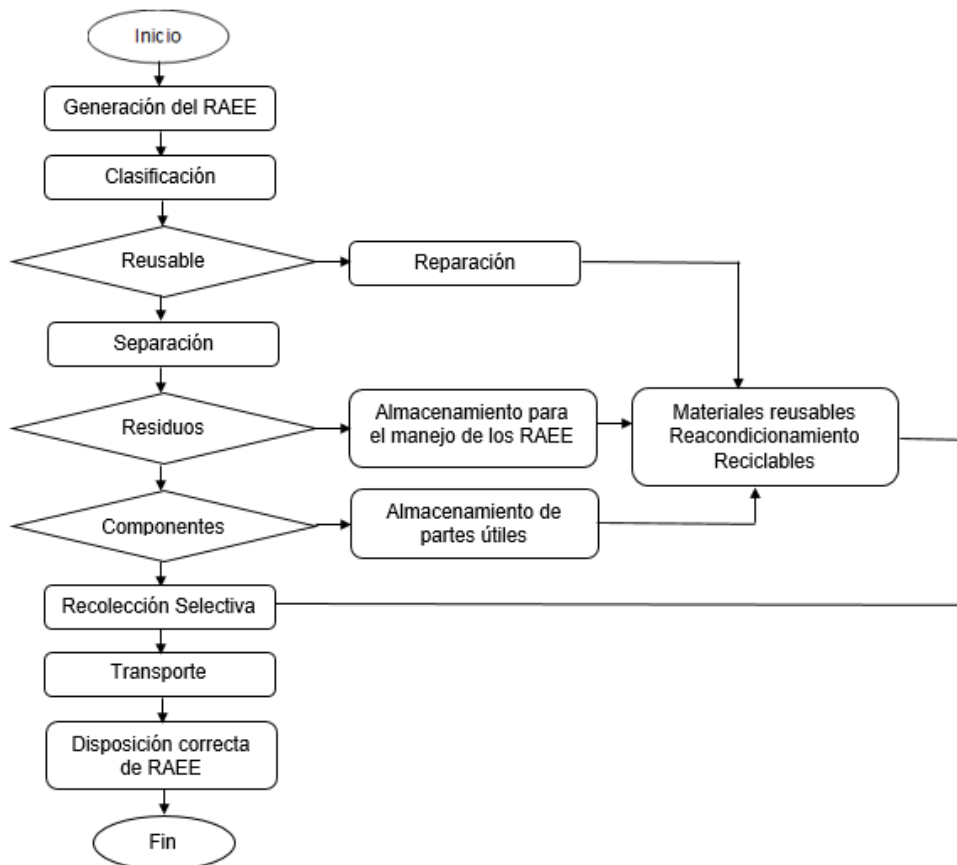 Inicio
Generación del RAEE
Clasificación
Reusable
Reparación
Separación
Residuos
Almacenamiento para
el manejo de los RAEE
Materiales reusables
Reacondicionamiento
Reciclables
Componentes
Almacenamiento de
partes útiles
Recolección Selectiva
Transporte
Disposición correcta
de RAEE
Fin